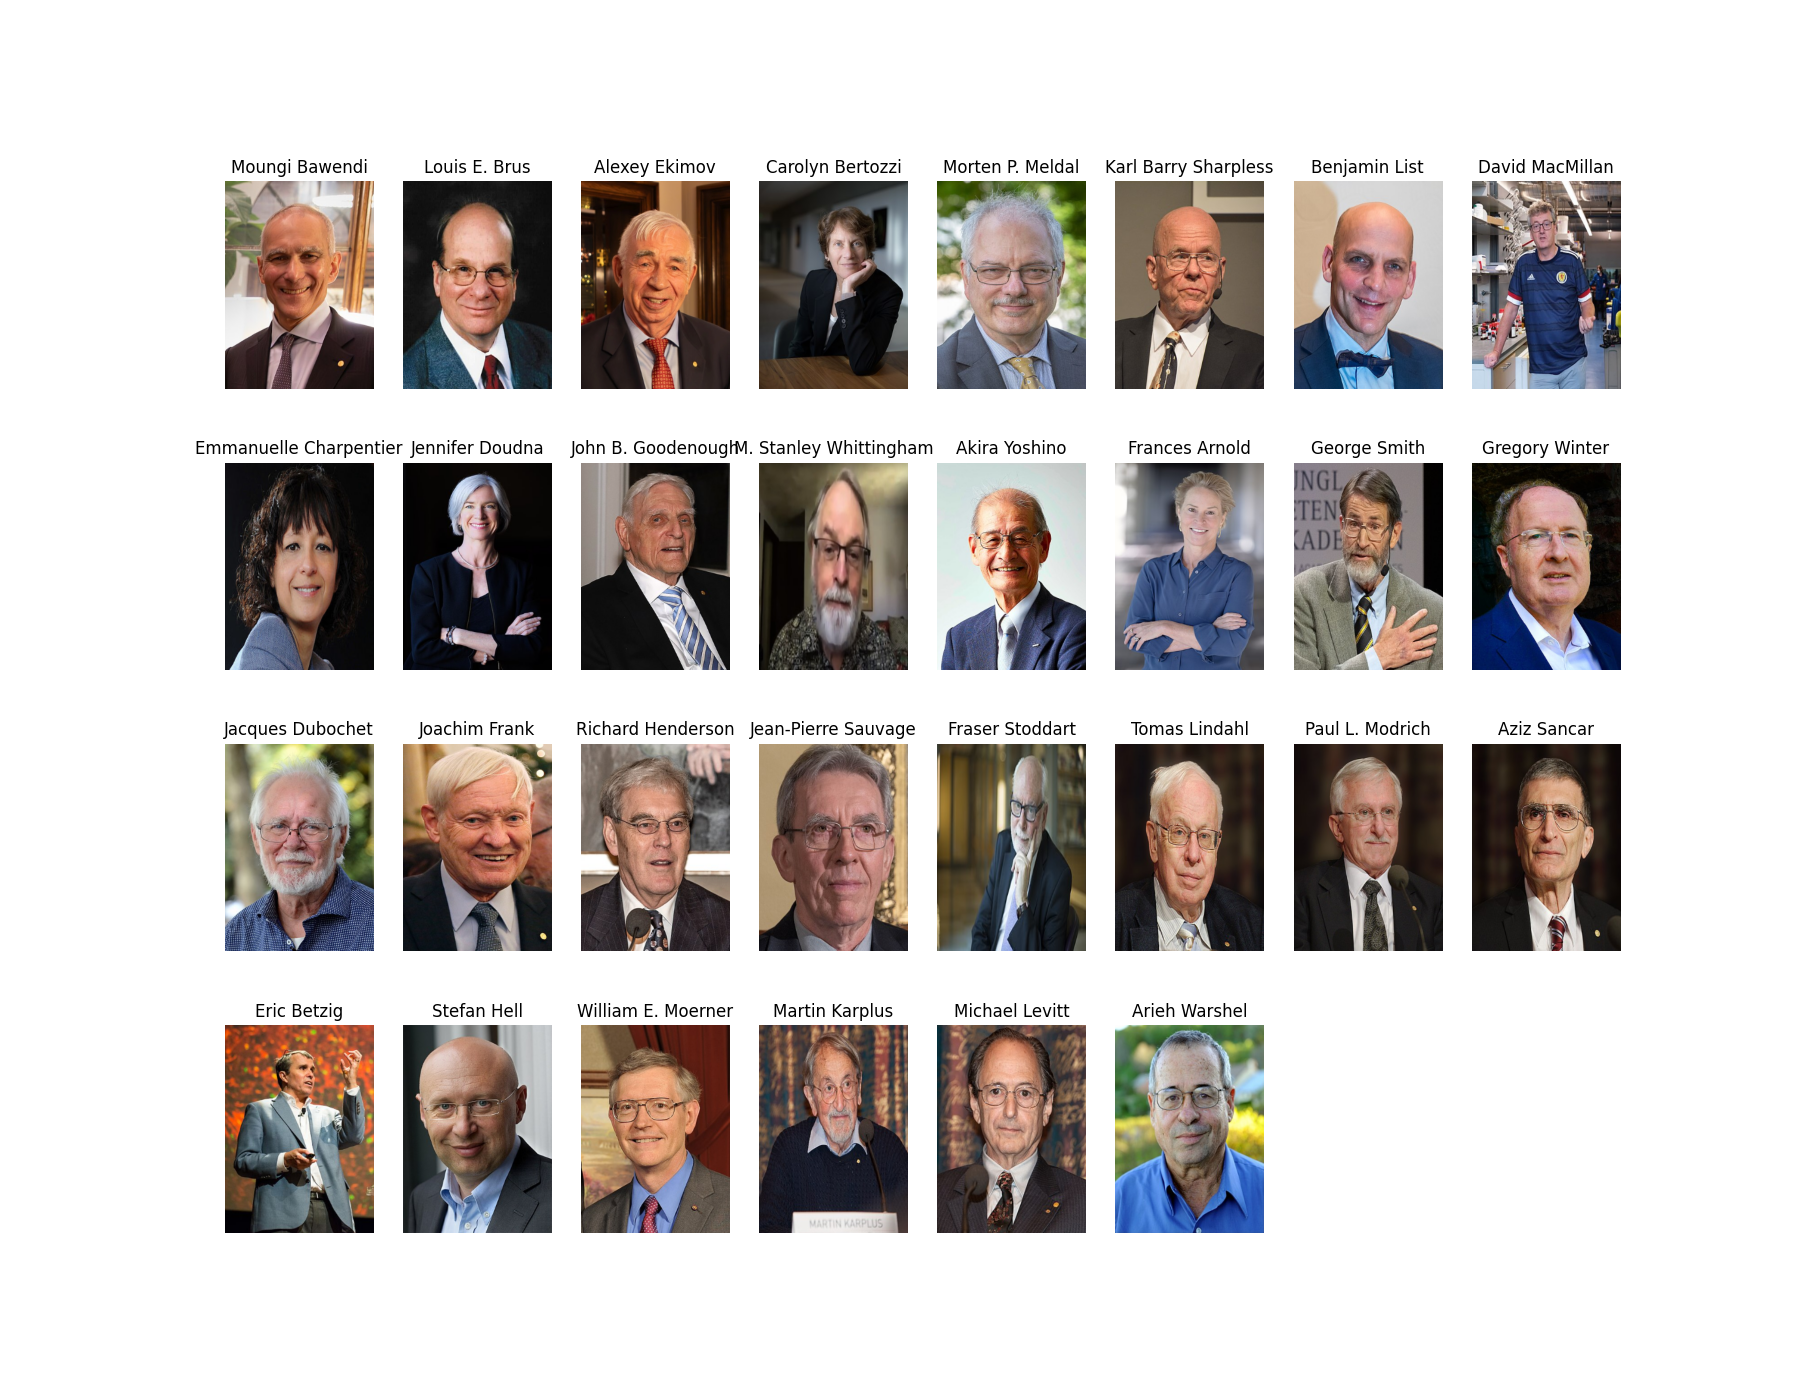 Moungi Bawendi
Louis E. Brus
Alexey Ekimov
Carolyn Bertozzi
Morten P. Meldal
Karl Barry Sharpless
Benjamin List
David MacMillan
Emmanuelle Charpentier
Jennifer Doudna
John B. Goodenough
M. Stanley Whittingham
Akira Yoshino
Frances Arnold
George Smith
Gregory Winter
UNGL
ETENS
KADE N
Jacques Dubochet
Joachim Frank
Richard Henderson
Jean-Pierre Sauvage
Fraser Stoddart
Tomas Lindahl
Paul L. Modrich
Aziz Sancar
Eric Betzig
Stefan Hell
William E. Moerner
Martin Karplus
Michael Levitt
Arieh Warshel
MARTIN KARPLUS